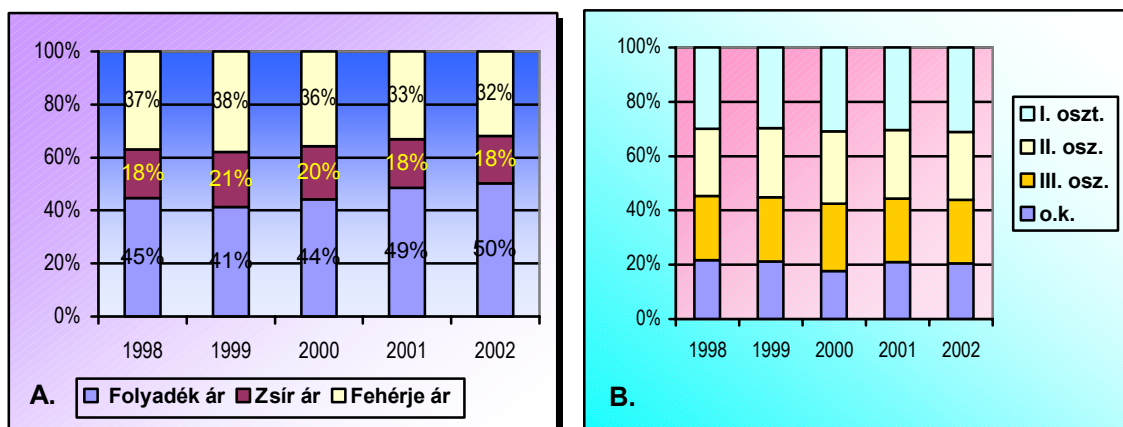 100%
80%
60%
40%
20%
0%
37% 38% 36% 33% 32%
18% 21% 20% 18% 18%
45% 41% 44% 49% 50%
1998 1999 2000 2001 2002
A.
Folyadék ár Zsír ár Fehérje ár
100%
80%
60%
40%
20%
0%
1998 1999 2000 2001 2002
I. oszt.
II. osz.
III. osz.
o.k.
B.